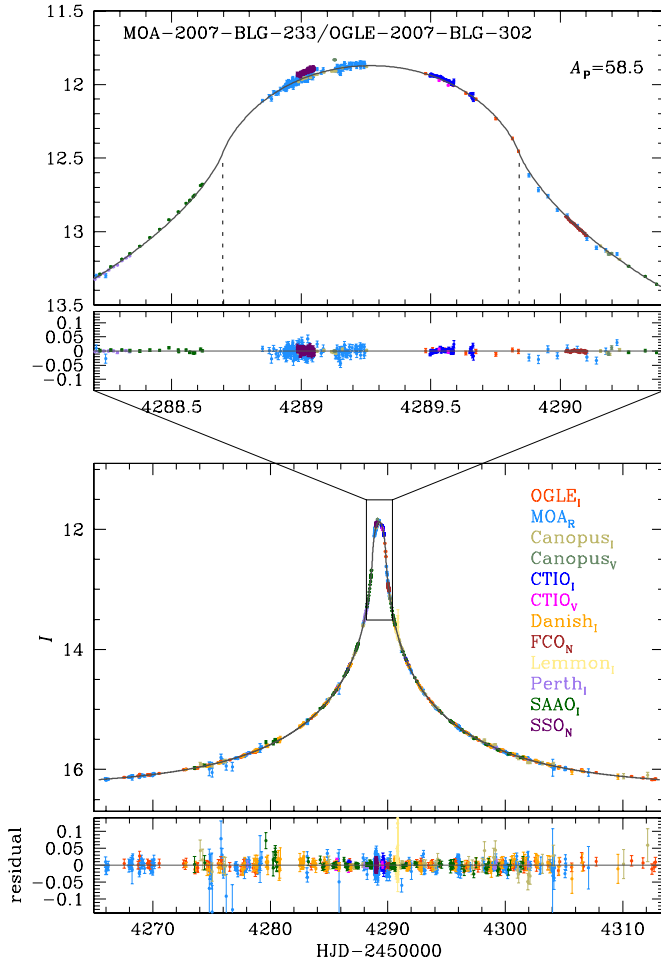 MOA-2007-BLG-233/OGLE-2007-BLG-302
A_P=58.5
12
12.5
13
13.5
0.1
0.05
0
-0.05
-0.1
4288.5 4289 4289.5 4290
I
12
14
16
OGLE_I
MOA_R
Canopus_I
Canopus_V
CTIO_I
CTIO_V
Danish_I
FCO_N
Lemmon_I
Perth_I
SAAO_I
SSO_N
residual
0.1
0.05
0
-0.05
-0.1
4270 4280 4290 4300 4310
HJD-2450000